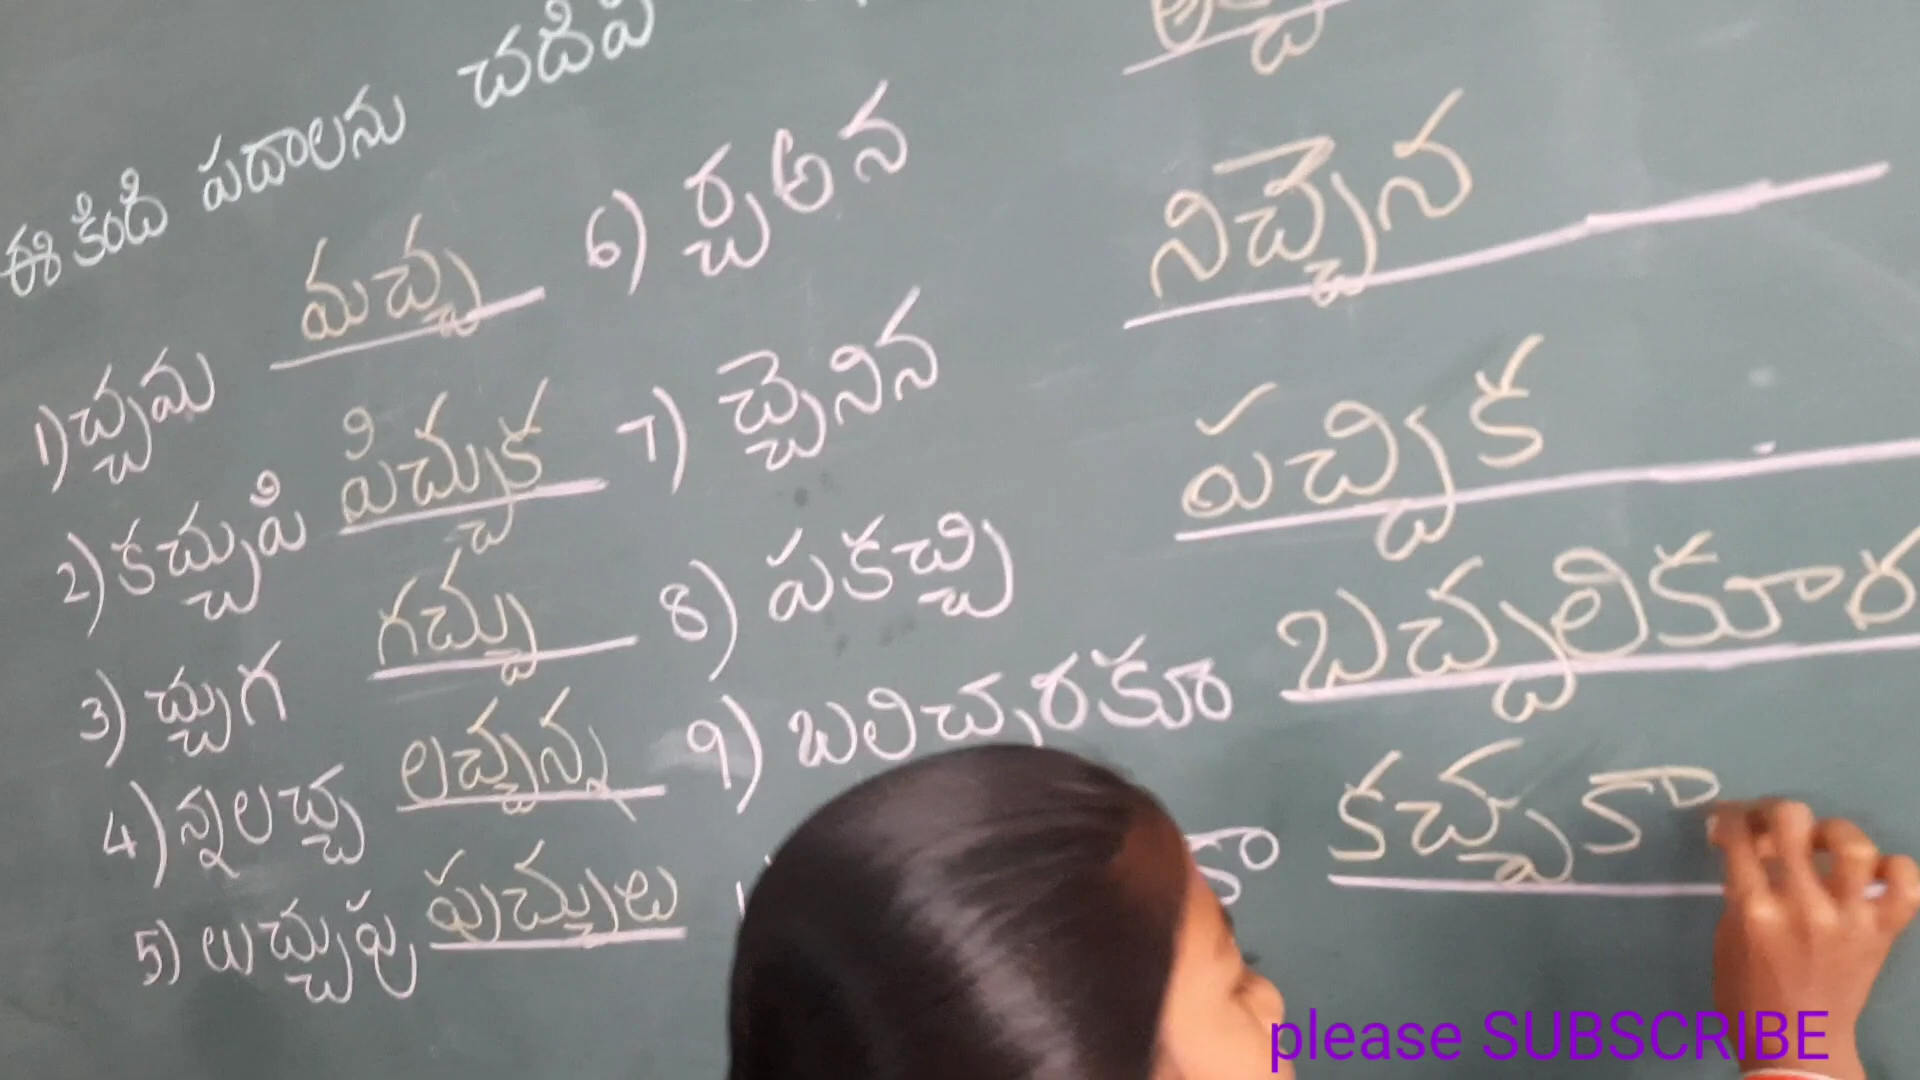 ఈ కింది పదాలను చదివి
1) చ్చమ మచ్చ
2) కచ్చుపి పిచ్చుక
3) చ్చుగ గచ్చు
4) న్నలచ్చ లచ్చన్న
5) లుచ్చుపు పుచ్చులు
6) ర్చఅన
7) చ్చెనిన నిచ్చెన
8) పకచ్చి పచ్చిక
9) బలిచ్చరకూ బచ్చలికూర
కా కచ్చకా
please SUBSCRIBE